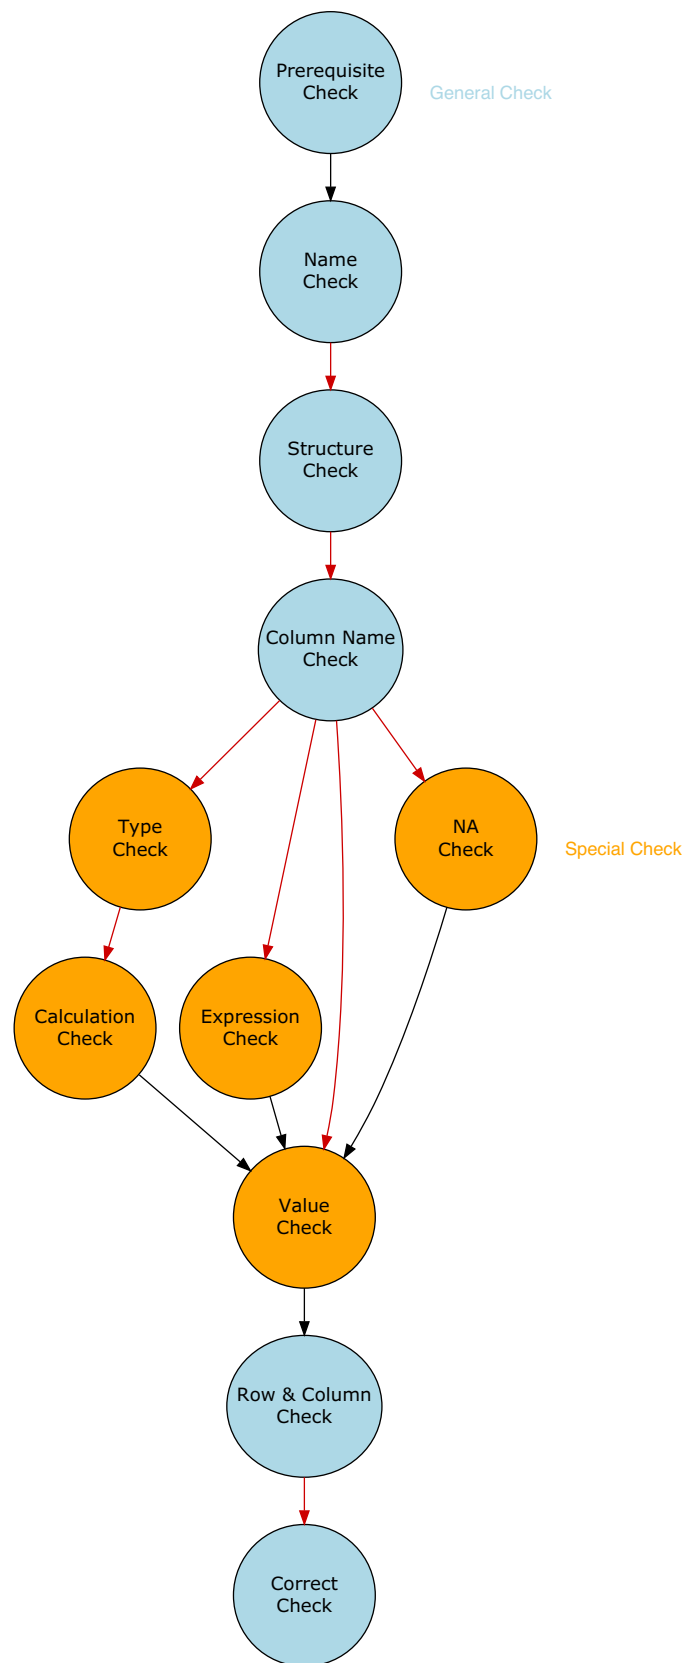 Prerequisite
Check
General Check
Name
Check
Structure
Check
Column Name
Check
Type
Check
NA
Check
Special Check
Calculation
Check
Expression
Check
Value
Check
Row & Column
Check
Correct
Check